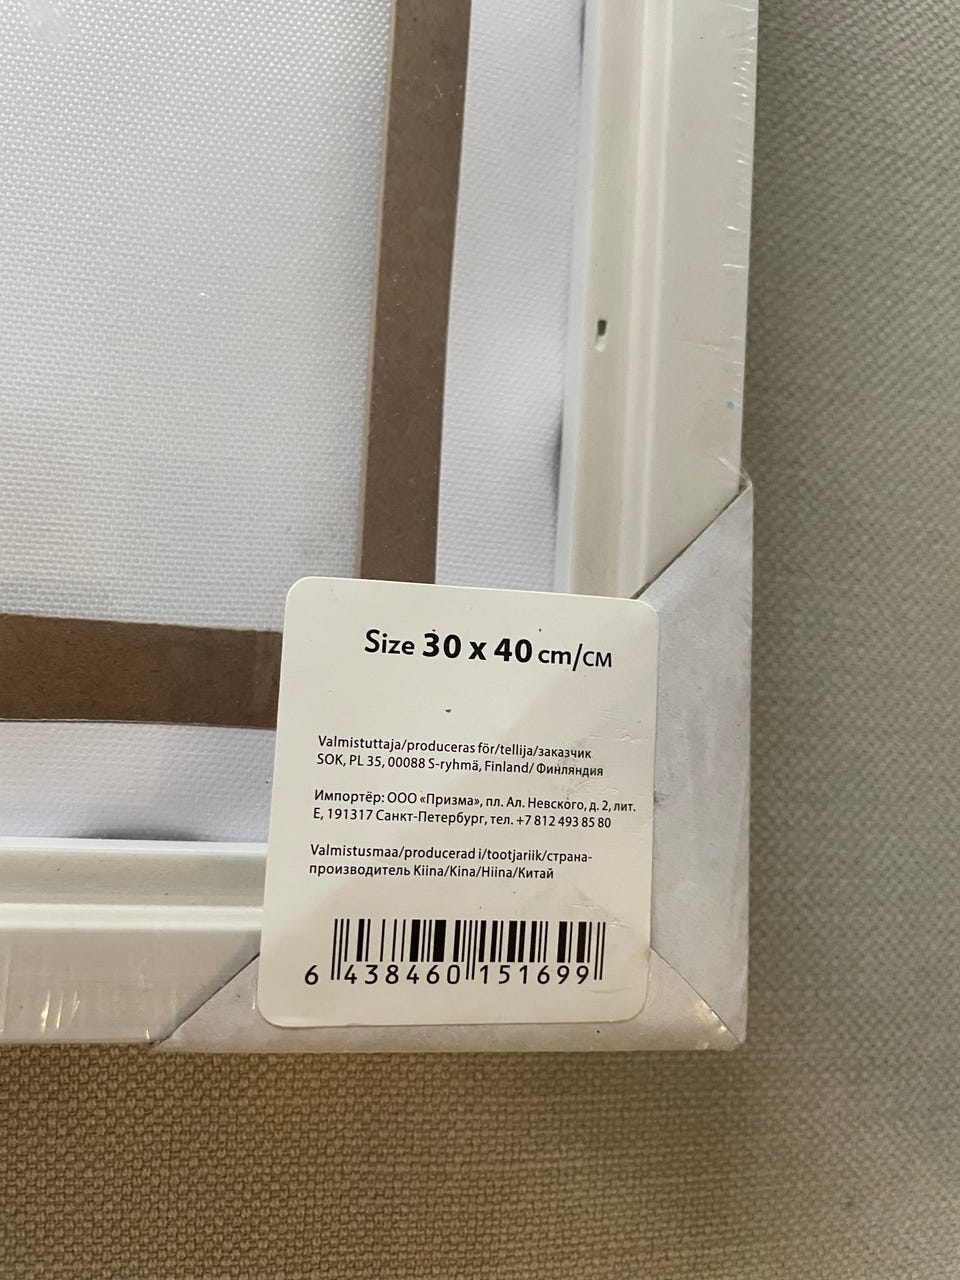 Size 30 x 40 cm/см
Valmistuttaja/produceras för/tellija/заказчик
SOK, PL 35, 00088 S-ryhmä, Finland/ Финляндия
Импортёр: ООО «Призма», пл. Ал. Невского, д. 2, лит.
Е, 191317 Санкт-Петербург, тел. +7 812 493 85 80
Valmistusmaa/producerad i/tootjariik/страна-
производитель Kiina/Kina/Hiina/Китай
6 438460 151699